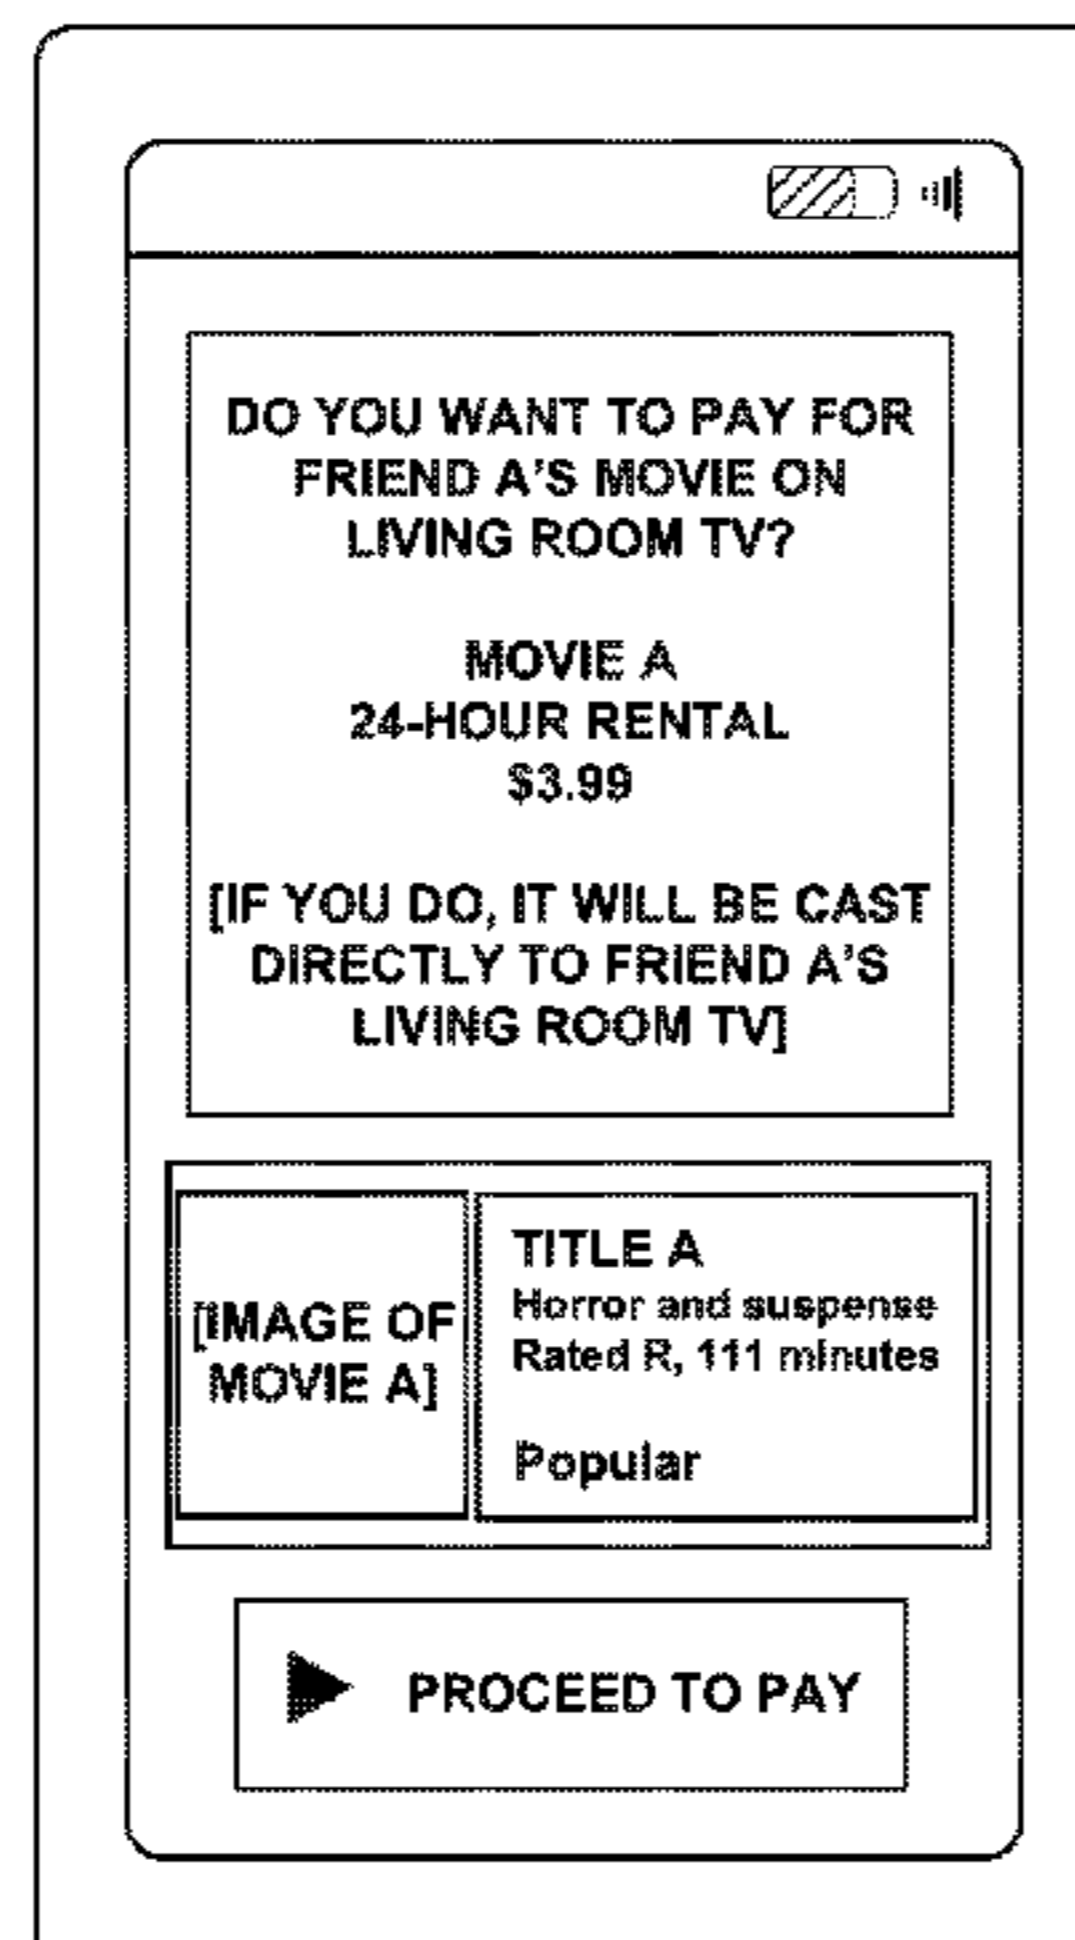 DO YOU WANT TO PAY FOR
FRIEND A'S MOVIE ON
LIVING ROOM TV?
MOVIE A
24-HOUR RENTAL
$3.99
[IF YOU DO, IT WILL BE CAST
DIRECTLY TO FRIEND A'S
LIVING ROOM TV]
[IMAGE OF
MOVIE A]
TITLE A
Horror and suspense
Rated R, 111 minutes
Popular
PROCEED TO PAY